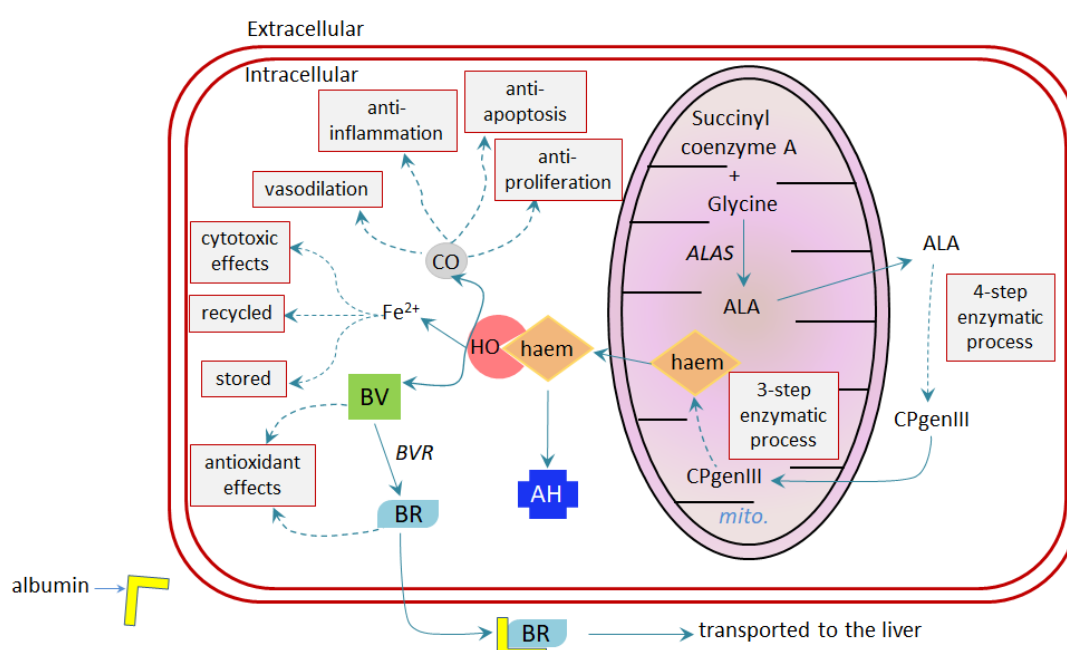 Extracellular
Intracellular
anti-
inflammation
anti-
apoptosis
anti-
proliferation
vasodilation
cytotoxic
effects
recycled
stored
antioxidant
effects
CO
Fe²⁺
HO
haem
haem
BV
BVR
BR
AH
Succinyl
coenzyme A
+
Glycine
ALAS
ALA
ALA
4-step
enzymatic
process
3-step
enzymatic
process
CPgenIII
CPgenIII
mito.
albumin
BR
transported to the liver